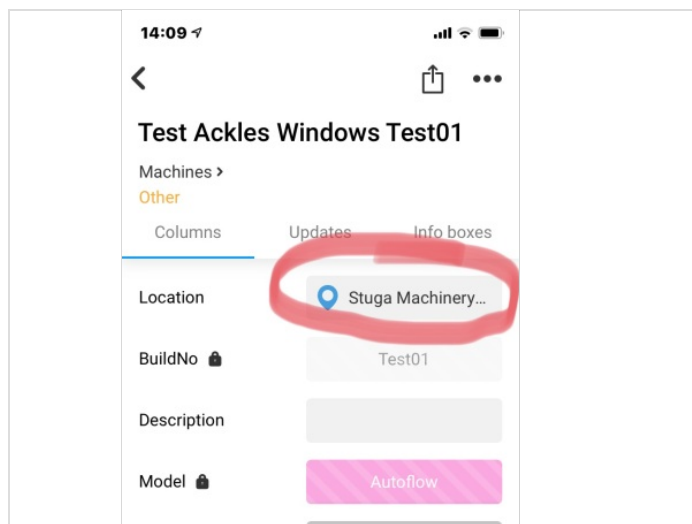 14:09
Test Ackles Windows Test01
Machines >
Other
Columns Updates Info boxes
Location Stuga Machinery...
BuildNo Test01
Description
Model Autoflow